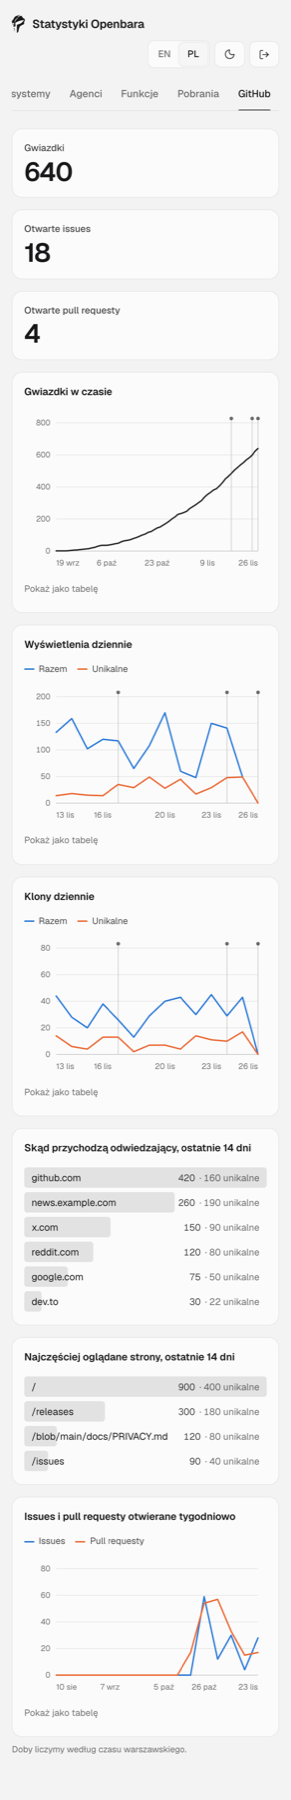 Statystyki Openbara
EN PL
systemy Agenci Funkcje Pobrania GitHub
Gwiazdki
640
Otwarte issues
18
Otwarte pull requesty
4
Gwiazdki w czasie
800
600
400
200
0
19 wrz 6 paź 23 paź 9 lis 26 lis
Pokaż jako tabelę
Wyświetlenia dziennie
Razem Unikalne
200
150
100
50
0
13 lis 16 lis 20 lis 23 lis 26 lis
Pokaż jako tabelę
Klony dziennie
Razem Unikalne
80
60
40
20
0
13 lis 16 lis 20 lis 23 lis 26 lis
Pokaż jako tabelę
Skąd przychodzą odwiedzający, ostatnie 14 dni
github.com 420 · 160 unikalne
news.example.com 260 · 190 unikalne
x.com 150 · 90 unikalne
reddit.com 120 · 80 unikalne
google.com 75 · 50 unikalne
dev.to 30 · 22 unikalne
Najczęściej oglądane strony, ostatnie 14 dni
/ 900 · 400 unikalne
/releases 300 · 180 unikalne
/blob/main/docs/PRIVACY.md 120 · 80 unikalne
/issues 90 · 40 unikalne
Issues i pull requesty otwierane tygodniowo
Issues Pull requesty
80
60
40
20
0
10 sie 7 wrz 5 paź 26 paź 23 lis
Pokaż jako tabelę
Doby liczymy według czasu warszawskiego.